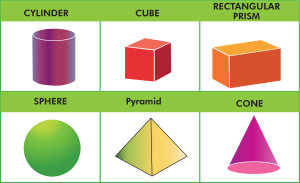 CYLINDER
CUBE
RECTANGULAR
PRISM
SPHERE
Pyramid
CONE